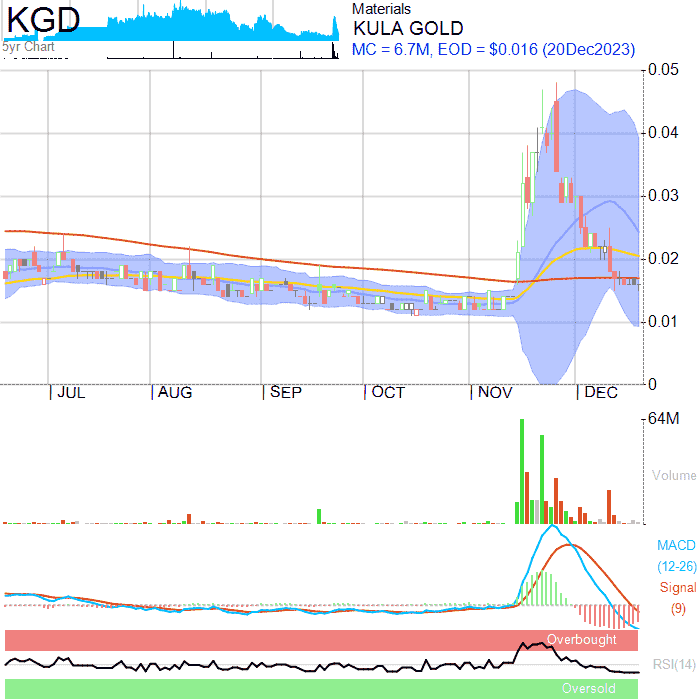 KGD
5yr Chart
Materials
KULA GOLD
MC = 6.7M, EOD = $0.016 (20Dec2023)
0.05
0.04
0.03
0.02
0.01
0
JUL AUG SEP OCT NOV DEC
64M
Volume
MACD
(12-26)
Signal
(9)
Overbought
RSI(14)
Oversold